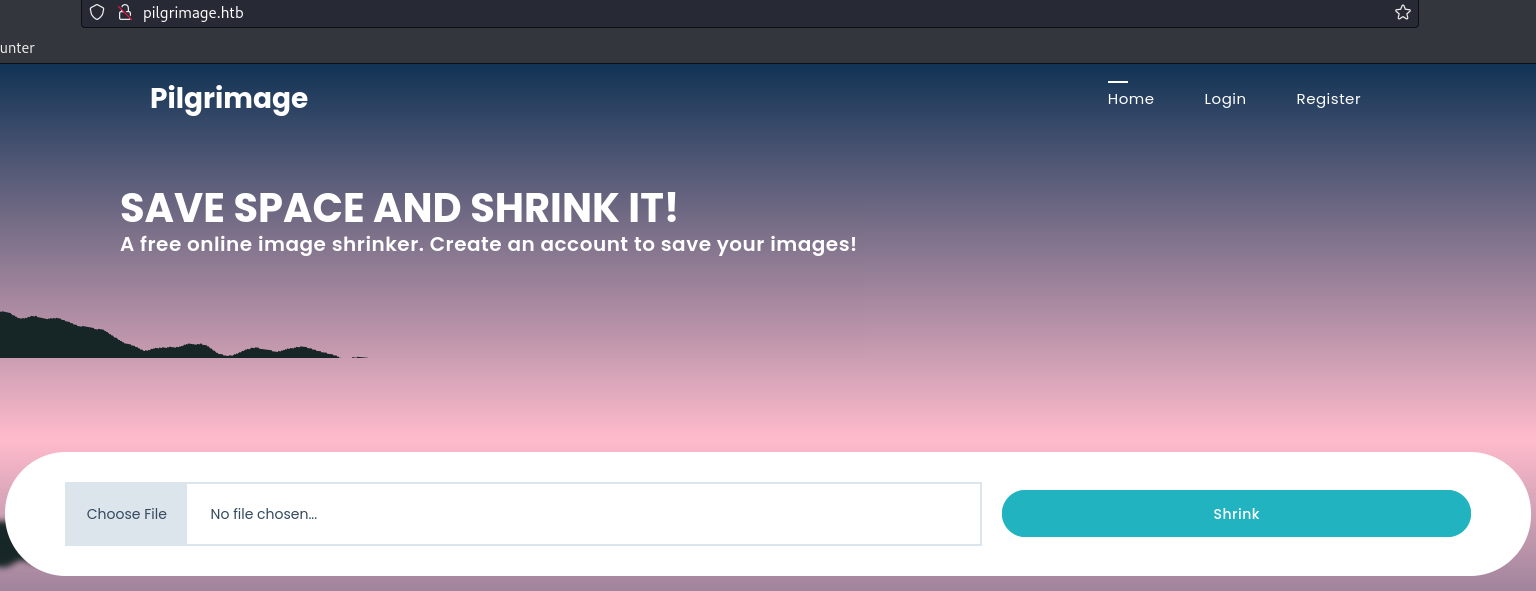 pilgrimage.htb
unter
Pilgrimage
Home Login Register
SAVE SPACE AND SHRINK IT!
A free online image shrinker. Create an account to save your images!
Choose File No file chosen... Shrink